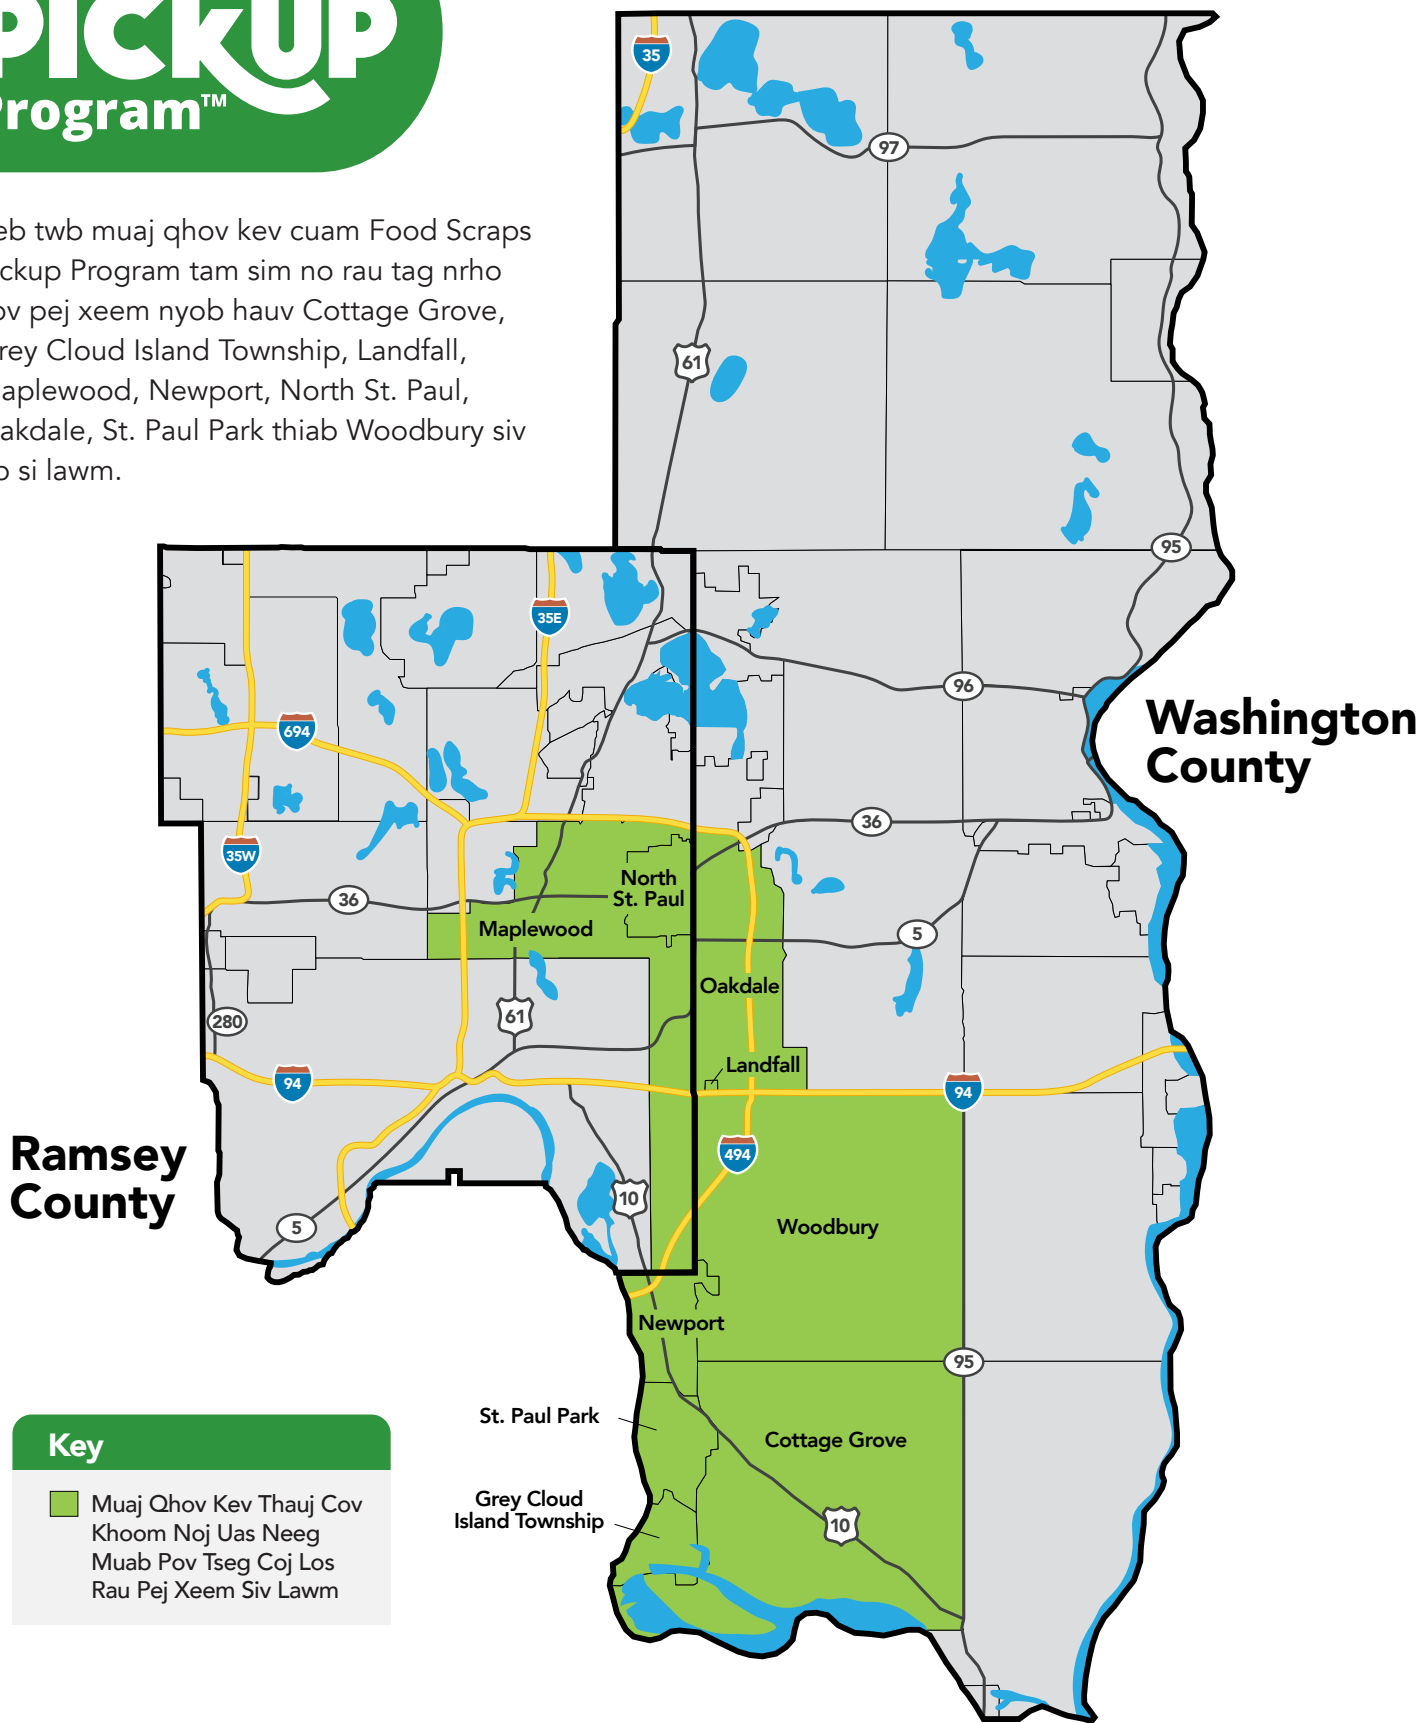 PICKUP
Program™
eb twb muaj qhov kev cuam Food Scraps
ickup Program tam sim no rau tag nrho
ov pej xeem nyob hauv Cottage Grove,
rey Cloud Island Township, Landfall,
aplewood, Newport, North St. Paul,
akdale, St. Paul Park thiab Woodbury siv
o si lawm.
35
97
61
95
35E
96
694
Washington
County
36
35W
North
St. Paul
36
Maplewood
5
Oakdale
61
280
Landfall
94
94
Ramsey
County
494
10
5
Woodbury
Newport
95
St. Paul Park
Cottage Grove
Grey Cloud
Island Township
10
Key
Muaj Qhov Kev Thauj Cov
Khoom Noj Uas Neeg
Muab Pov Tseg Coj Los
Rau Pej Xeem Siv Lawm